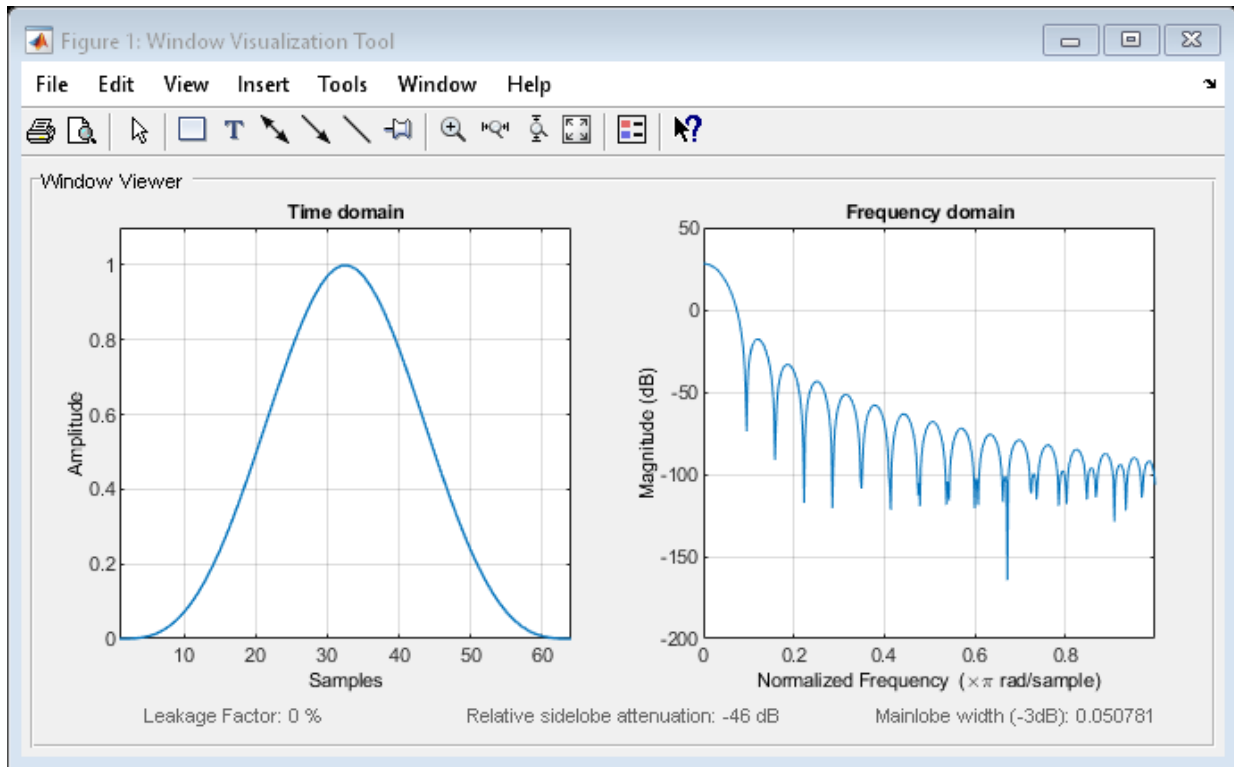 Figure 1: Window Visualization Tool
File Edit View Insert Tools Window Help
Window Viewer
Time domain
1
0.8
0.6
0.4
0.2
0
Amplitude
10 20 30 40 50 60
Samples
Frequency domain
50
0
-50
-100
-150
-200
Magnitude (dB)
0 0.2 0.4 0.6 0.8
Normalized Frequency (×π rad/sample)
Leakage Factor: 0 % Relative sidelobe attenuation: -46 dB Mainlobe width (-3dB): 0.050781